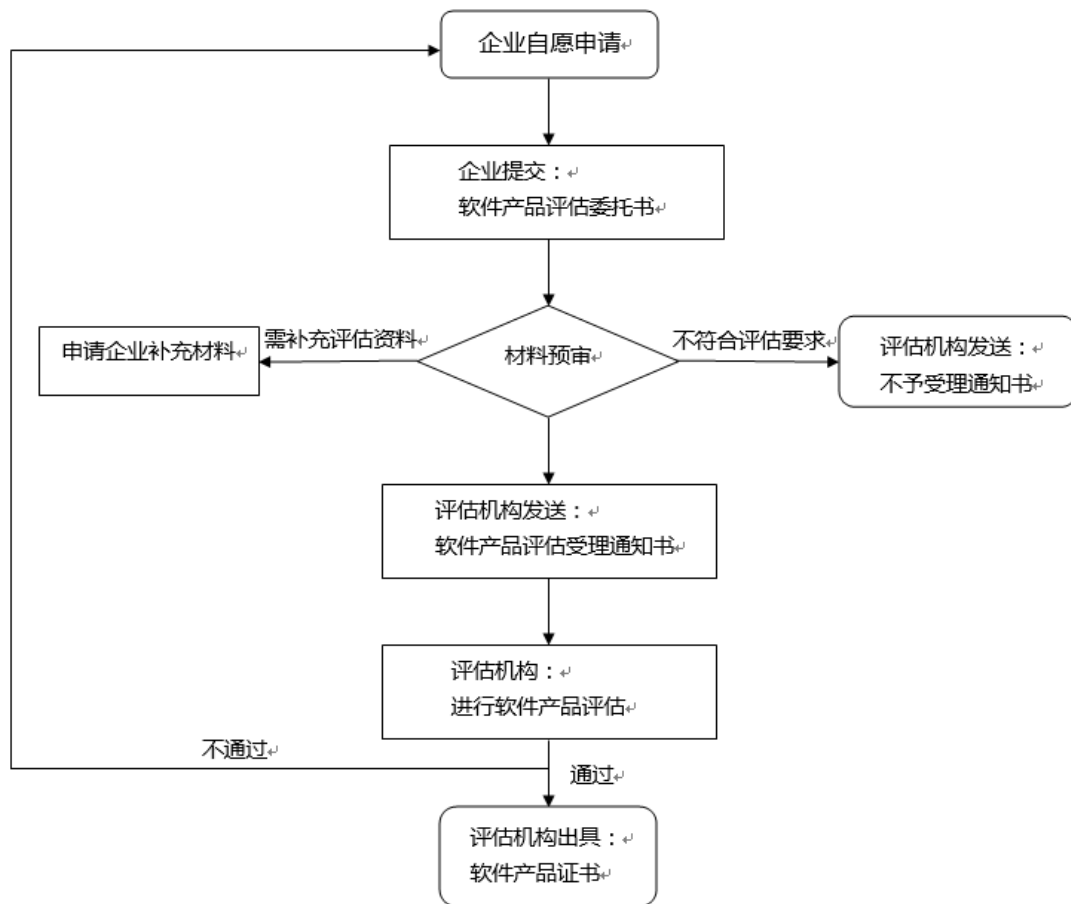 企业自愿申请
企业提交：
软件产品评估委托书
需补充评估资料
不符合评估要求
申请企业补充材料
材料预审
评估机构发送：
不予受理通知书
评估机构发送：
软件产品评估受理通知书
评估机构：
进行软件产品评估
不通过
通过
评估机构出具：
软件产品证书